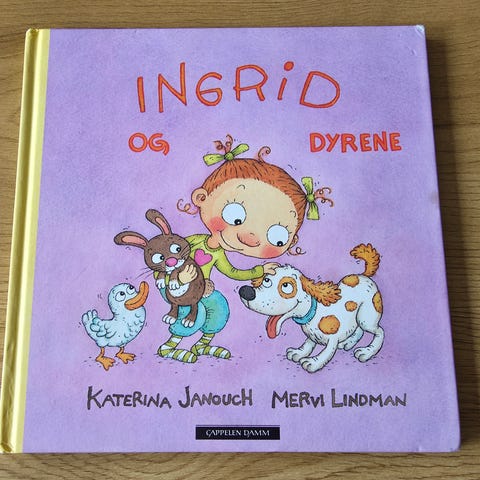 INGRID
OG DYRENE
KATERINA JANOUCH MERVI LINDMAN
CAPPELEN DAMM